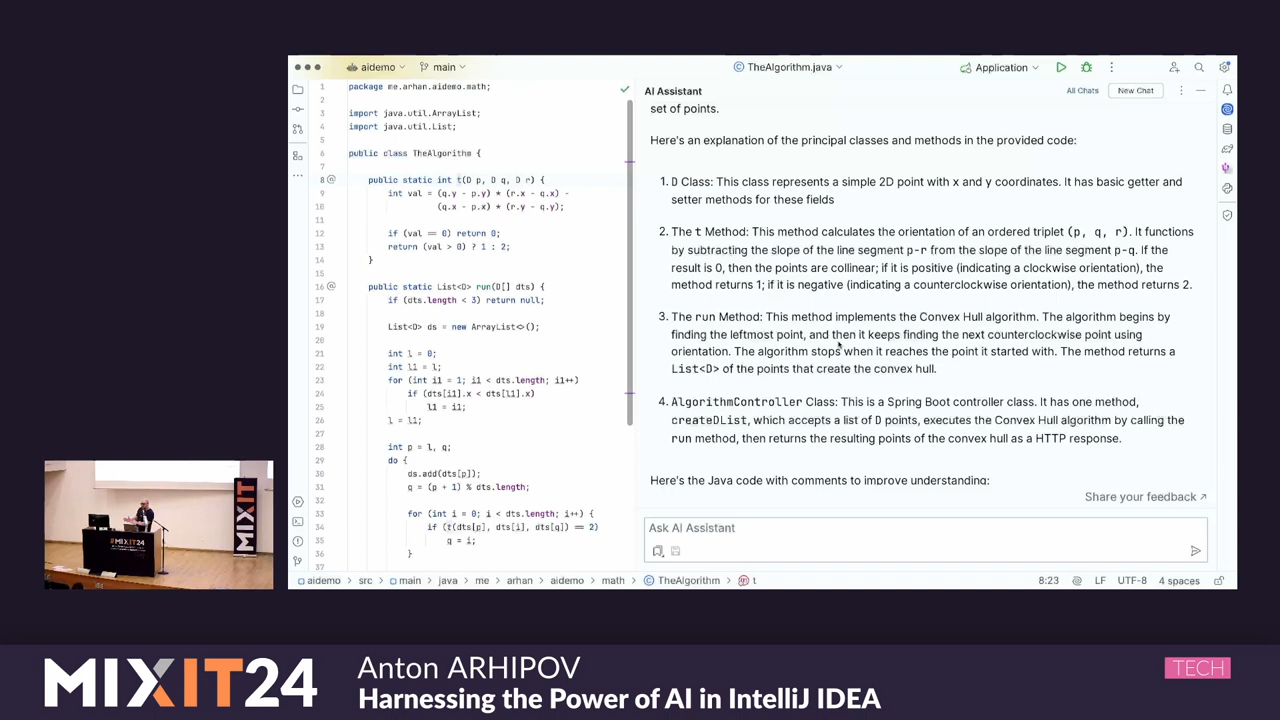 aidemo
main
TheAlgorithm.java
Application
1 package me.arhan.aidemo.math;
2
3 import java.util.ArrayList;
4 import java.util.List;
5
6 public class TheAlgorithm {
7
8 public static int t(D p, D q, D r) {
9 int val = (q.y - p.y) * (r.x - q.x) -
10 (q.x - p.x) * (r.y - q.y);
11
12 if (val == 0) return 0;
13 return (val > 0) ? 1 : 2;
14 }
15
16 public static List<D> run(D[] dts) {
17 if (dts.length < 3) return null;
18
19 List<D> ds = new ArrayList<>();
20
21 int l = 0;
22 int l1 = l;
23 for (int i1 = 1; i1 < dts.length; i1++)
24 if (dts[i1].x < dts[l1].x)
25 l1 = i1;
26 l = l1;
27
28 int p = l, q;
29 do {
30 ds.add(dts[p]);
31 q = (p + 1) % dts.length;
32
33 for (int i = 0; i < dts.length; i++) {
34 if (t(dts[p], dts[i], dts[q]) == 2)
35 q = i;
36 }
37
AI Assistant
All Chats
New Chat
set of points.
Here's an explanation of the principal classes and methods in the provided code:
1. D Class: This class represents a simple 2D point with x and y coordinates. It has basic getter and
setter methods for these fields
2. The t Method: This method calculates the orientation of an ordered triplet (p, q, r). It functions
by subtracting the slope of the line segment p-r from the slope of the line segment p-q. If the
result is 0, then the points are collinear; if it is positive (indicating a clockwise orientation), the
method returns 1; if it is negative (indicating a counterclockwise orientation), the method returns 2.
3. The run Method: This method implements the Convex Hull algorithm. The algorithm begins by
finding the leftmost point, and then it keeps finding the next counterclockwise point using
orientation. The algorithm stops when it reaches the point it started with. The method returns a
List<D> of the points that create the convex hull.
4. AlgorithmController Class: This is a Spring Boot controller class. It has one method,
createDList, which accepts a list of D points, executes the Convex Hull algorithm by calling the
run method, then returns the resulting points of the convex hull as a HTTP response.
Here's the Java code with comments to improve understanding:
Share your feedback ↗
Ask AI Assistant
aidemo > src > main > java > me > arhan > aidemo > math > TheAlgorithm > t
8:23 LF UTF-8 4 spaces
#MIXIT24
MIXIT
MIXIT24
Anton ARHIPOV
Harnessing the Power of AI in IntelliJ IDEA
TECH